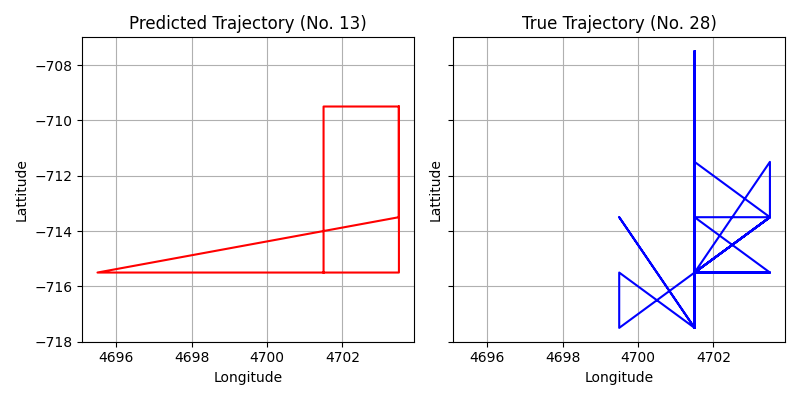 Predicted Trajectory (No. 13)
Lattitude
−708
−710
−712
−714
−716
−718
4696 4698 4700 4702
Longitude
True Trajectory (No. 28)
Lattitude
4696 4698 4700 4702
Longitude